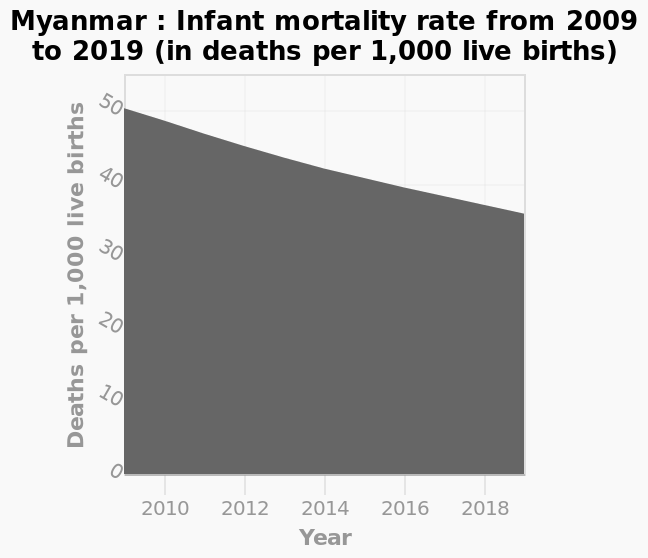 Myanmar : Infant mortality rate from 2009
to 2019 (in deaths per 1,000 live births)
Deaths per 1,000 live births
50
40
30
20
10
0
2010 2012 2014 2016 2018
Year